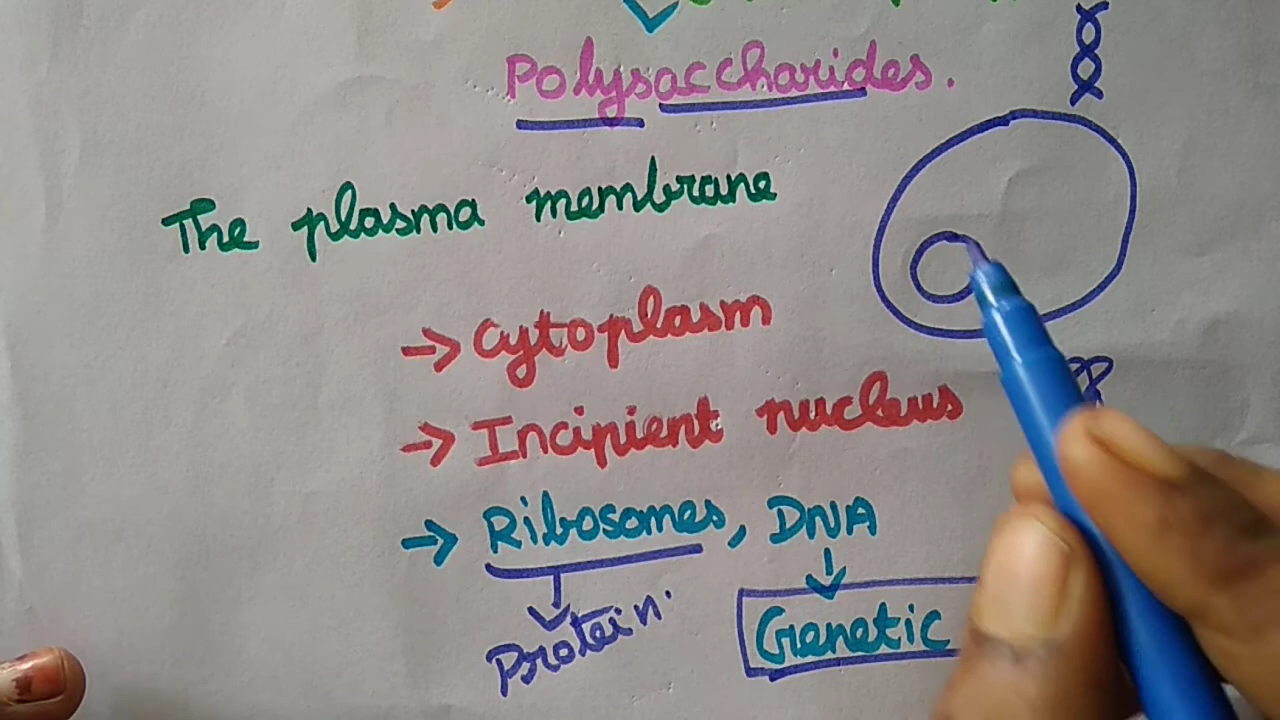 Polysaccharides.
The plasma membrane
→ Cytoplasm
→ Incipient nucleus
→ Ribosomes, DNA
Protein.
Genetic